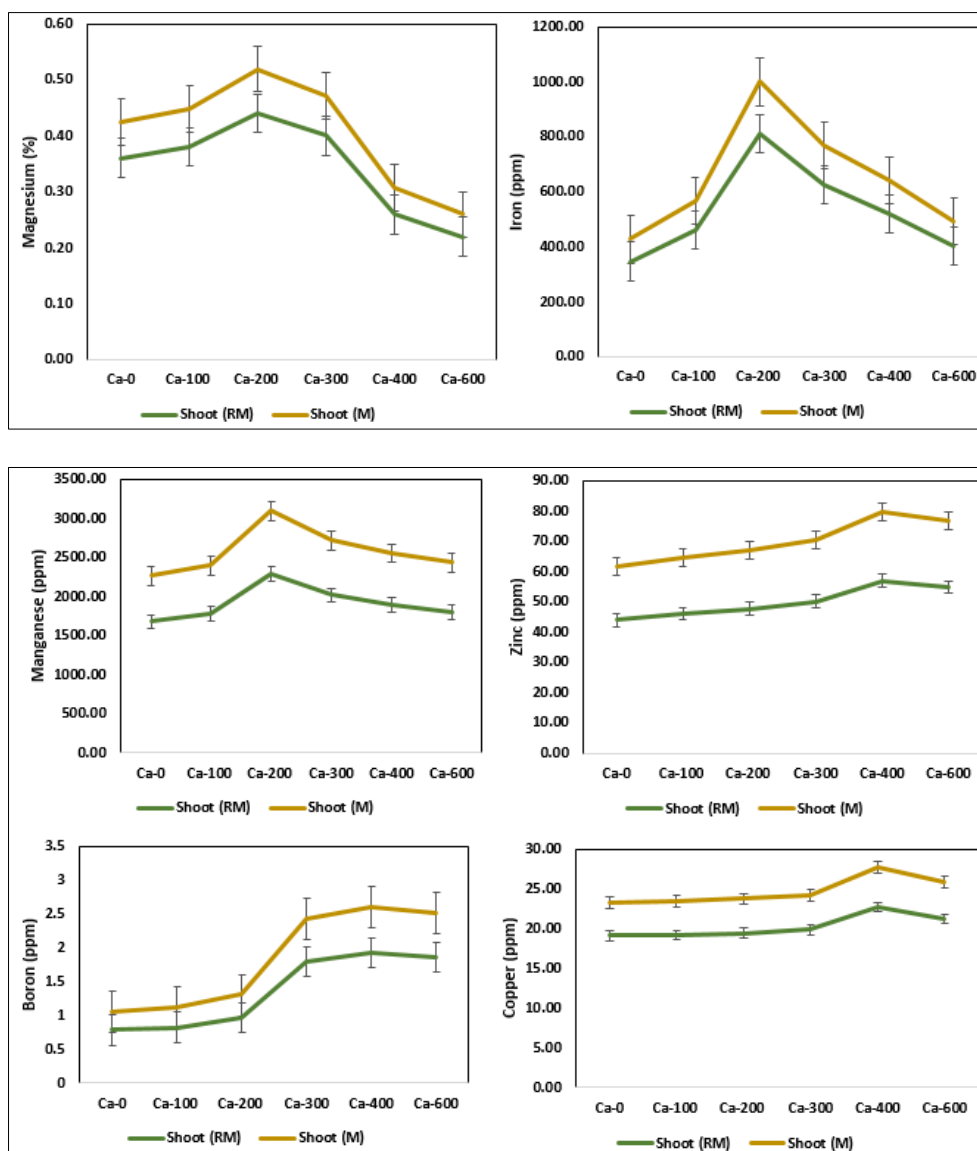 Magnesium (%)
0.60
0.50
0.40
0.30
0.20
0.10
0.00
Ca-0 Ca-100 Ca-200 Ca-300 Ca-400 Ca-600
Shoot (RM) Shoot (M)
Iron (ppm)
1200.00
1000.00
800.00
600.00
400.00
200.00
0.00
Ca-0 Ca-100 Ca-200 Ca-300 Ca-400 Ca-600
Shoot (RM) Shoot (M)
Manganese (ppm)
3500.00
3000.00
2500.00
2000.00
1500.00
1000.00
500.00
0.00
Ca-0 Ca-100 Ca-200 Ca-300 Ca-400 Ca-600
Shoot (RM) Shoot (M)
Zinc (ppm)
90.00
80.00
70.00
60.00
50.00
40.00
30.00
20.00
10.00
0.00
Ca-0 Ca-100 Ca-200 Ca-300 Ca-400 Ca-600
Shoot (RM) Shoot (M)
Boron (ppm)
3.5
3
2.5
2
1.5
1
0.5
0
Ca-0 Ca-100 Ca-200 Ca-300 Ca-400 Ca-600
Shoot (RM) Shoot (M)
Copper (ppm)
30.00
25.00
20.00
15.00
10.00
5.00
0.00
Ca-0 Ca-100 Ca-200 Ca-300 Ca-400 Ca-600
Shoot (RM) Shoot (M)